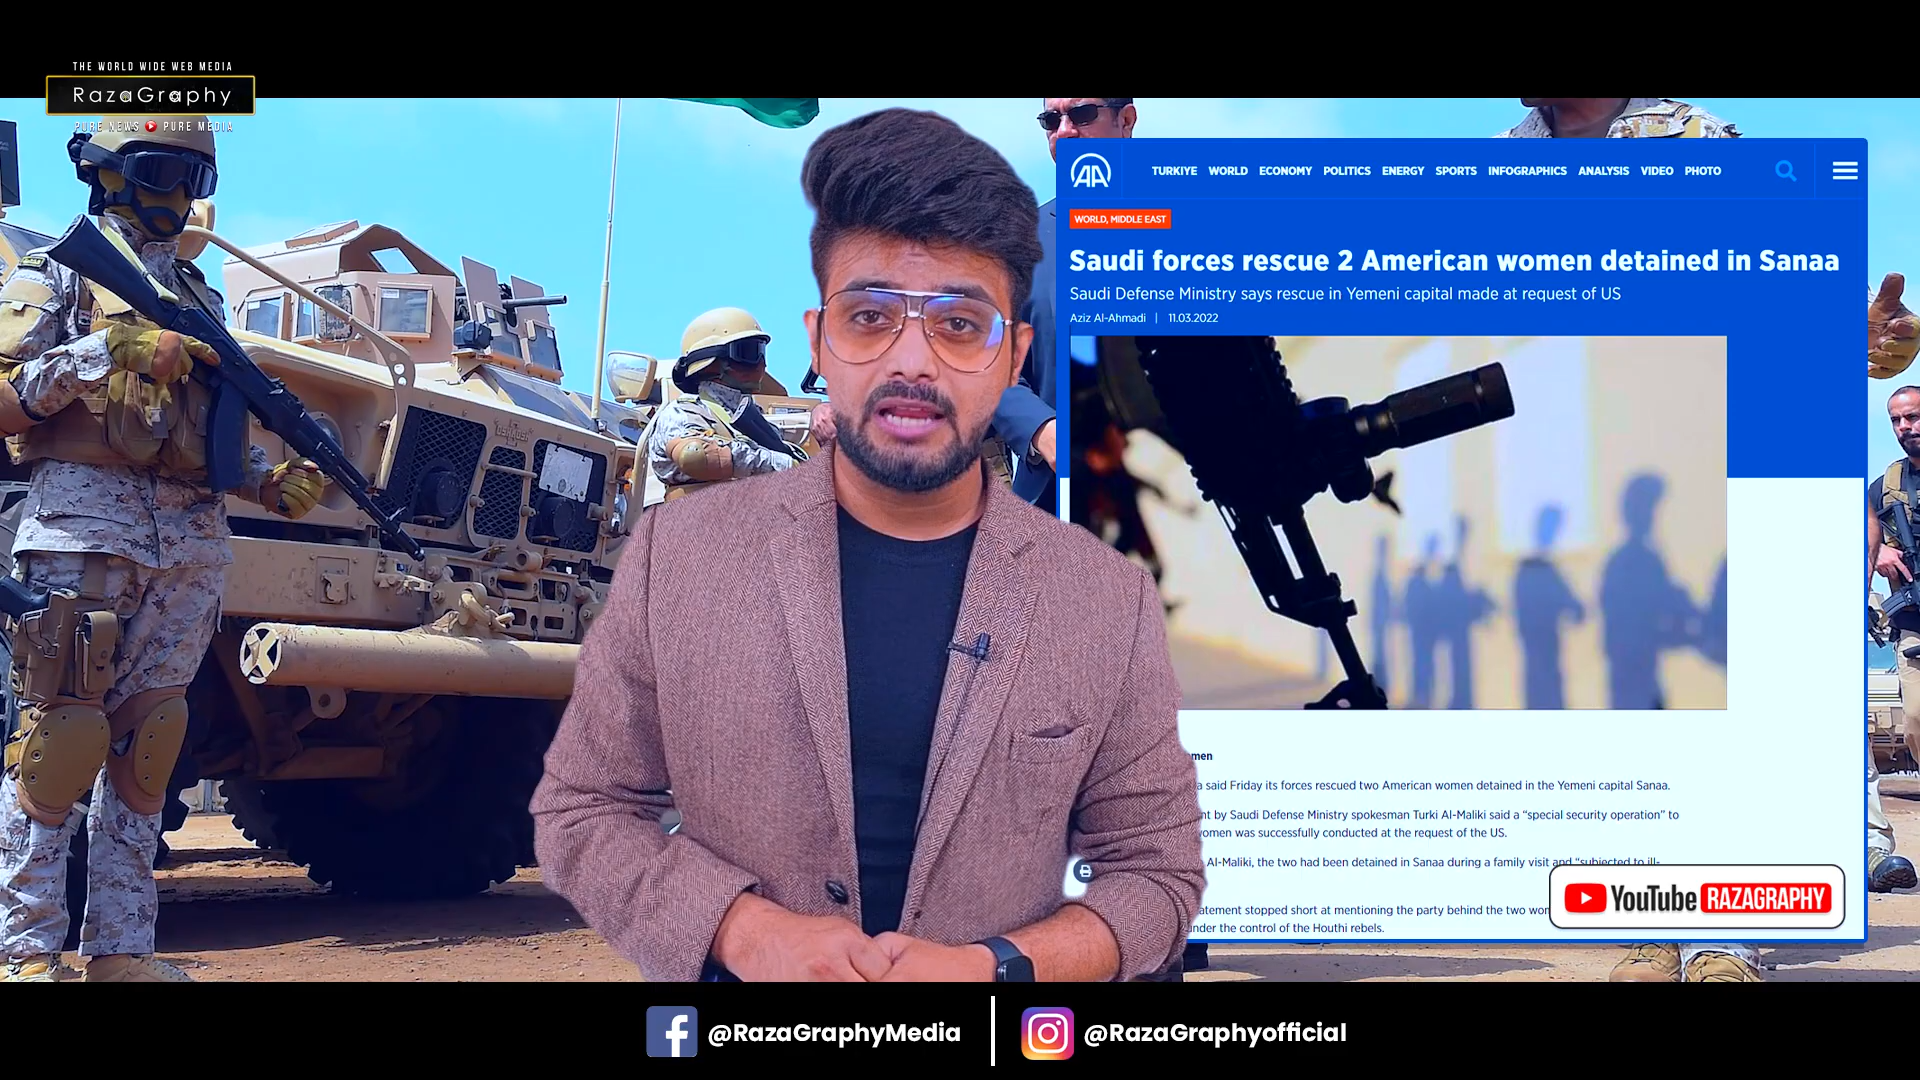 THE WORLD WIDE WEB MEDIA
RazaGraphy
PURE NEWS PURE MEDIA
AA
TURKIYE WORLD ECONOMY POLITICS ENERGY SPORTS INFOGRAPHICS ANALYSIS VIDEO PHOTO
WORLD, MIDDLE EAST
Saudi forces rescue 2 American women detained in Sanaa
Saudi Defense Ministry says rescue in Yemeni capital made at request of US
Aziz Al-Ahmadi | 11.03.2022
said Friday its forces rescued two American women detained in the Yemeni capital Sanaa.
by Saudi Defense Ministry spokesman Turki Al-Maliki said a “special security operation” to
was successfully conducted at the request of the US.
Al-Maliki, the two had been detained in Sanaa during a family visit and “subjected to ill-
stopped short at mentioning the party behind the two
under the control of the Houthi rebels.
YouTube RAZAGRAPHY
@RazaGraphyMedia
@RazaGraphyofficial